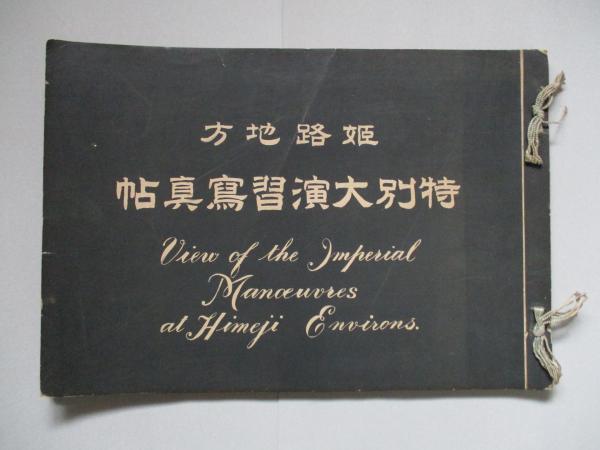 姫路地方
特別大演習寫真帖
View of the Imperial
Manœuvres
at Himeji Environs.